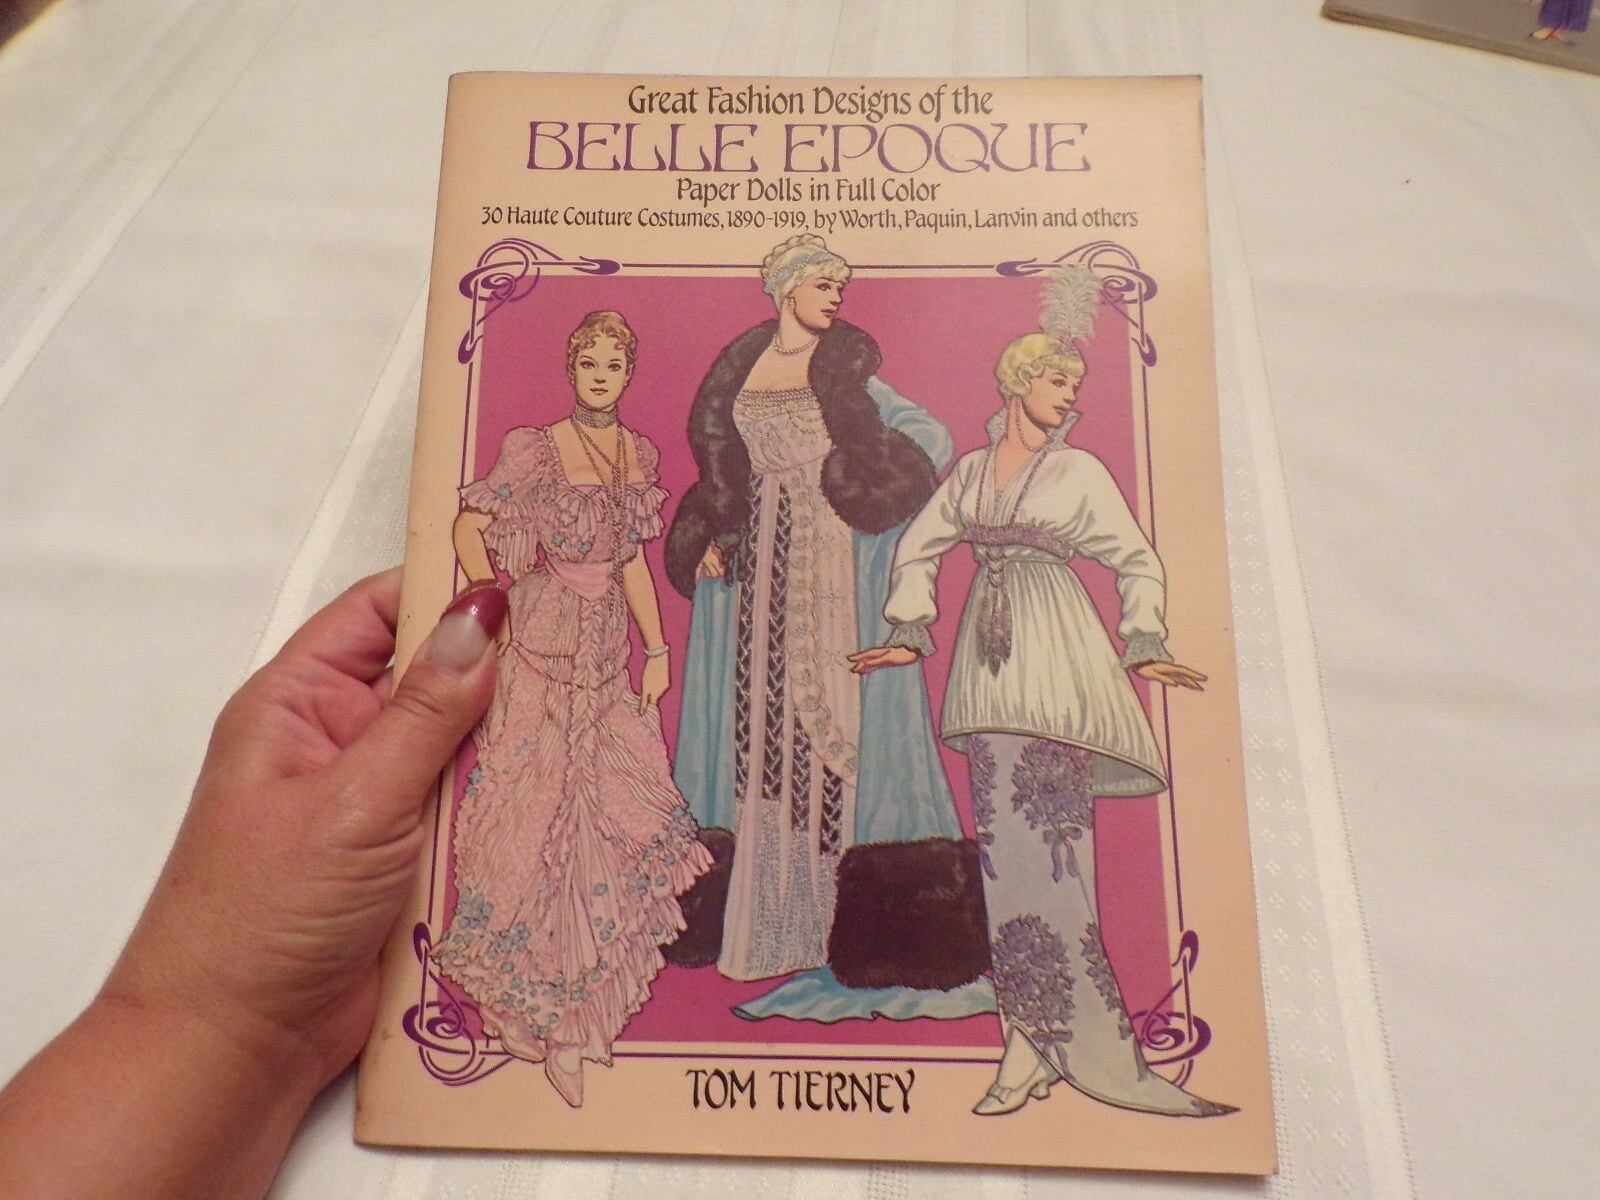 Great Fashion Designs of the
BELLE EPOQUE
Paper Dolls in Full Color
30 Haute Couture Costumes, 1890-1919, by Worth, Paquin, Lanvin and others
TOM TIERNEY